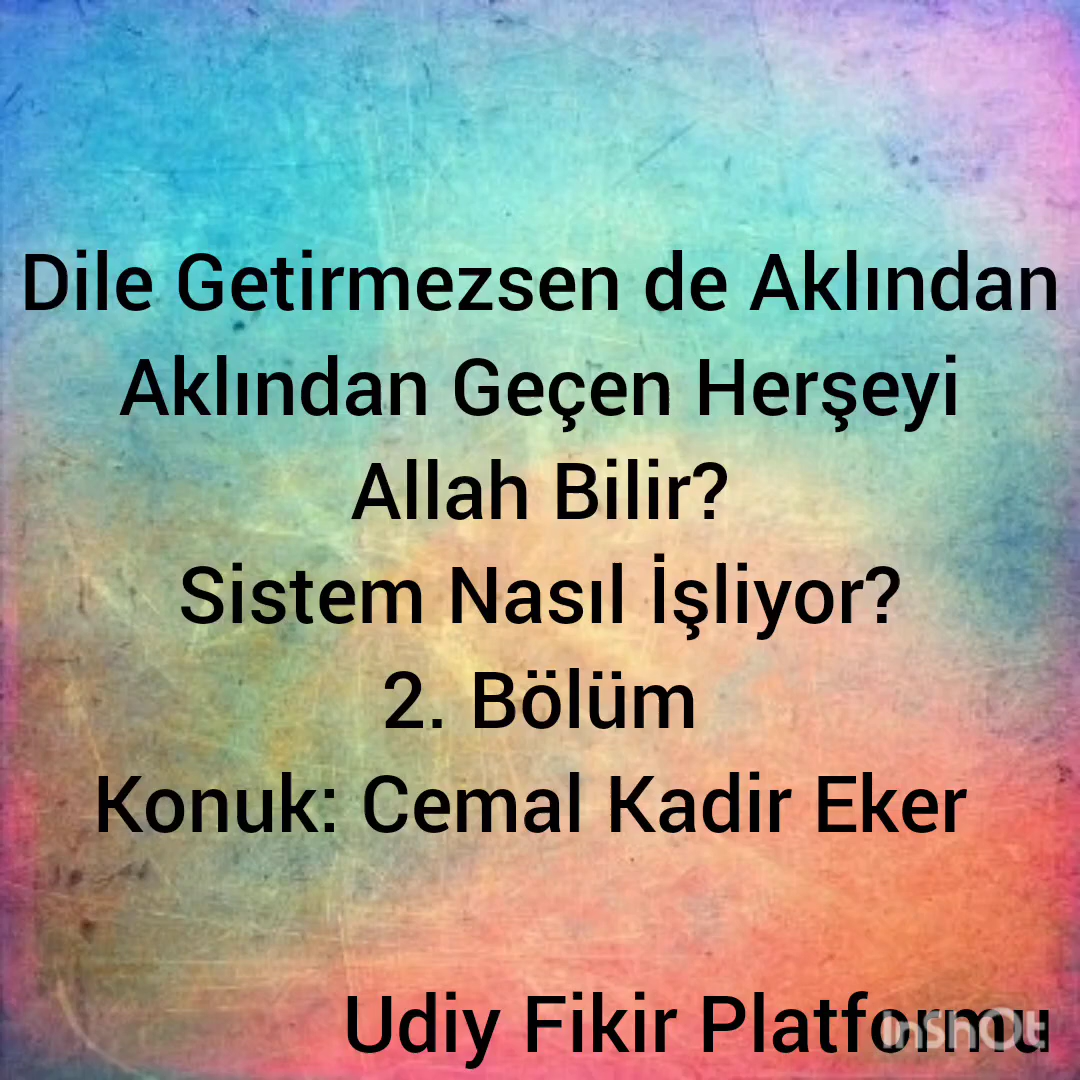 Dile Getirmezsen de Aklından
Aklından Geçen Herşeyi
Allah Bilir?
Sistem Nasıl İşliyor?
2. Bölüm
Konuk: Cemal Kadir Eker
Udiy Fikir Platformu
InShOt